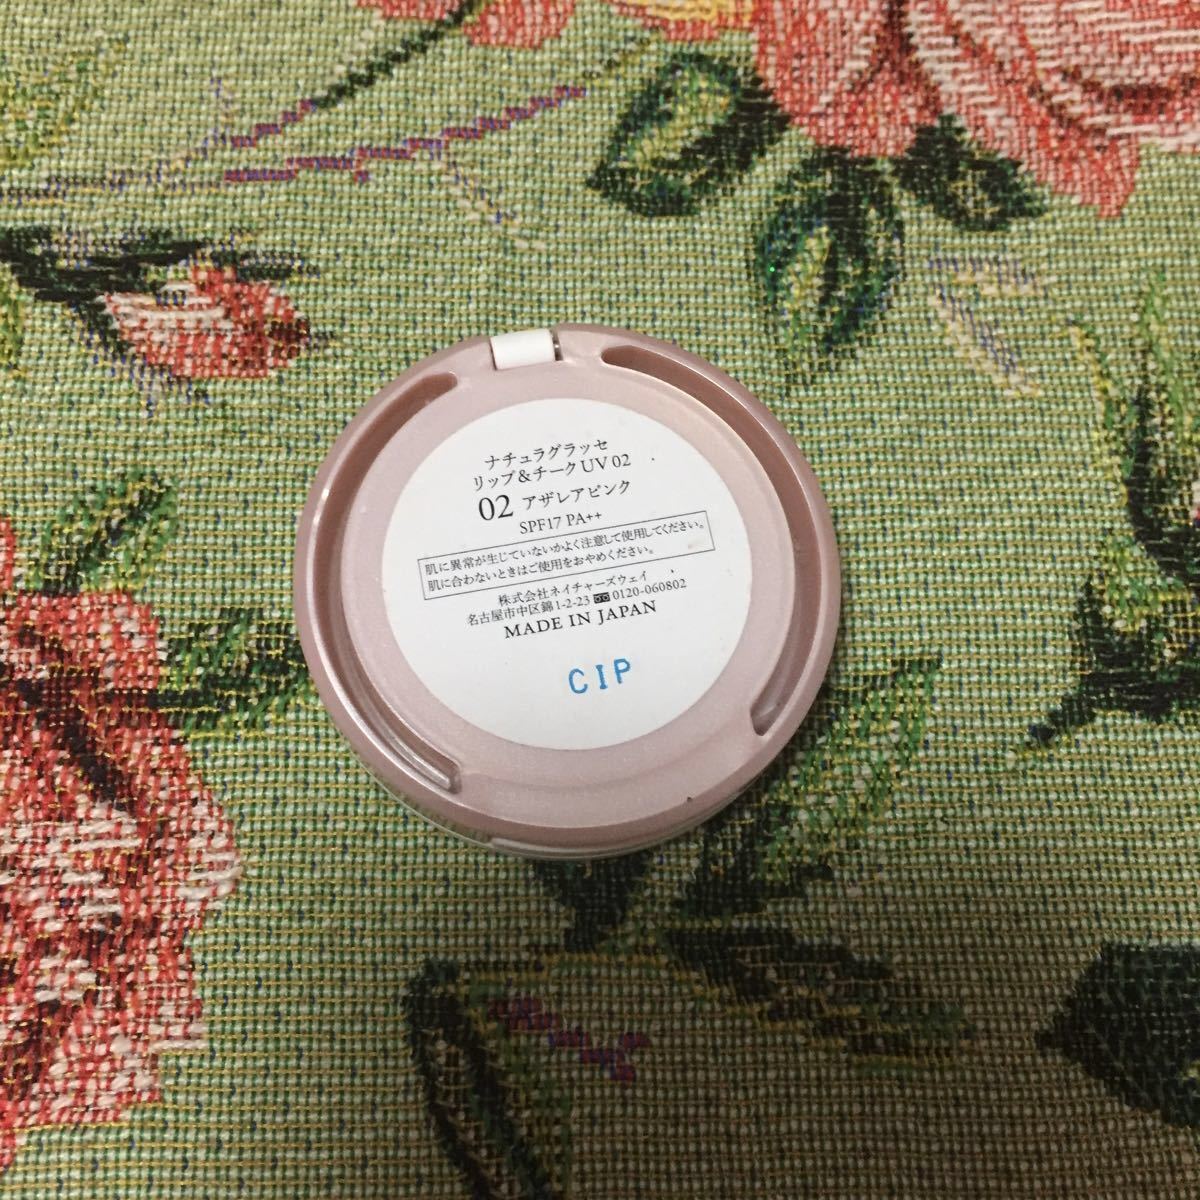 ナチュラグラッセ
リップ&チークUV 02
02 アザレアピンク
SPF17 PA++
肌に異常が生じていないかよく注意して使用してください。
肌に合わないときはご使用をおやめください。
株式会社ネイチャーズウェイ
名古屋市中区錦1-2-23 0120-060802
MADE IN JAPAN
CIP